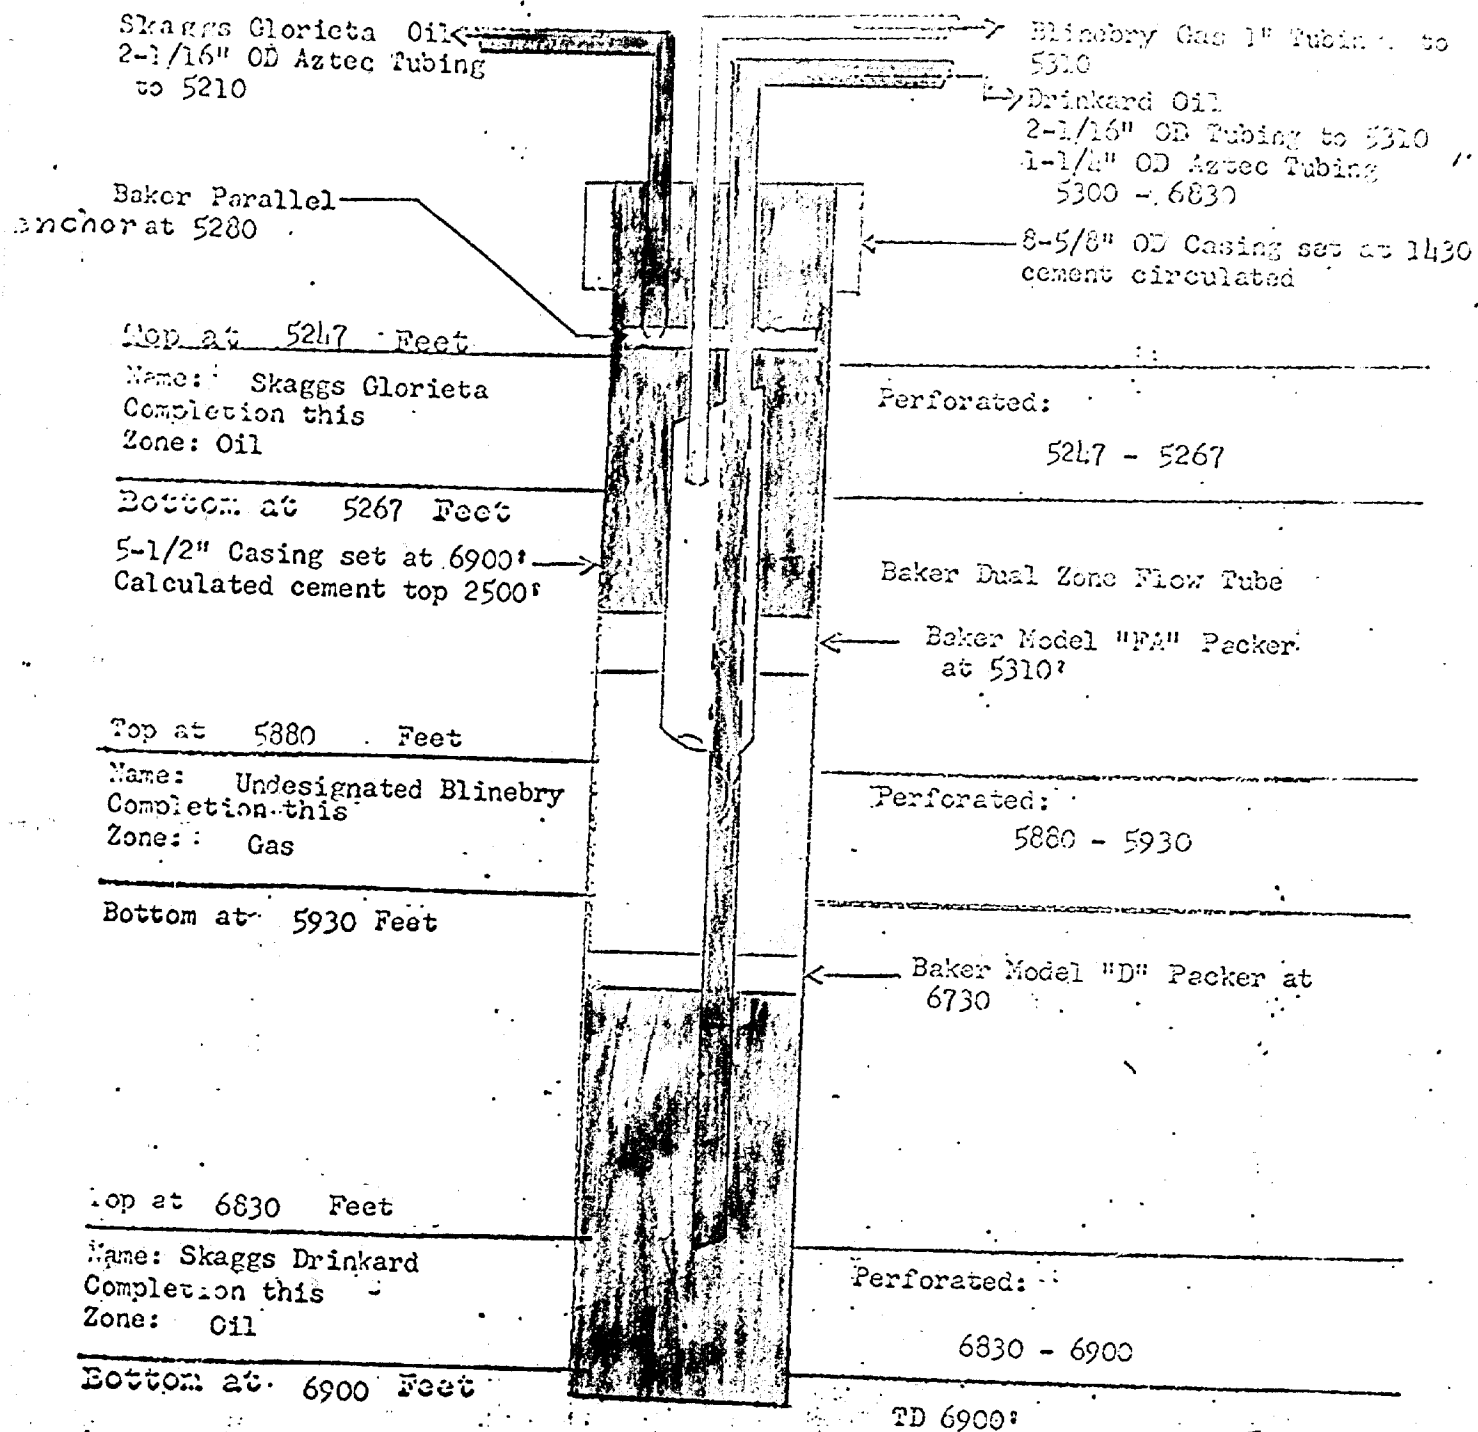 Skaggs Glorieta Oil
2-1/16" OD Aztec Tubing
to 5210
Blinebry Gas 1" Tubing to
5310
Drinkard Oil
2-1/16" OD Tubing to 5310
1-1/4" OD Aztec Tubing
5300 - 6830
Baker Parallel
anchor at 5280
8-5/8" OD Casing set at 1430
cement circulated
Top at 5247 Feet
Name: Skaggs Glorieta
Completion this
Zone: Oil
Perforated:
5247 - 5267
Bottom at 5267 Feet
5-1/2" Casing set at 6900'
Calculated cement top 2500'
Baker Dual Zone Flow Tube
Baker Model "FA" Packer
at 5310'
Top at 5880 Feet
Name: Undesignated Blinebry
Completion this
Zone: Gas
Perforated:
5880 - 5930
Bottom at 5930 Feet
Baker Model "D" Packer at
6730
Top at 6830 Feet
Name: Skaggs Drinkard
Completion this
Zone: Oil
Perforated:
6830 - 6900
Bottom at 6900 Feet
TD 6900'